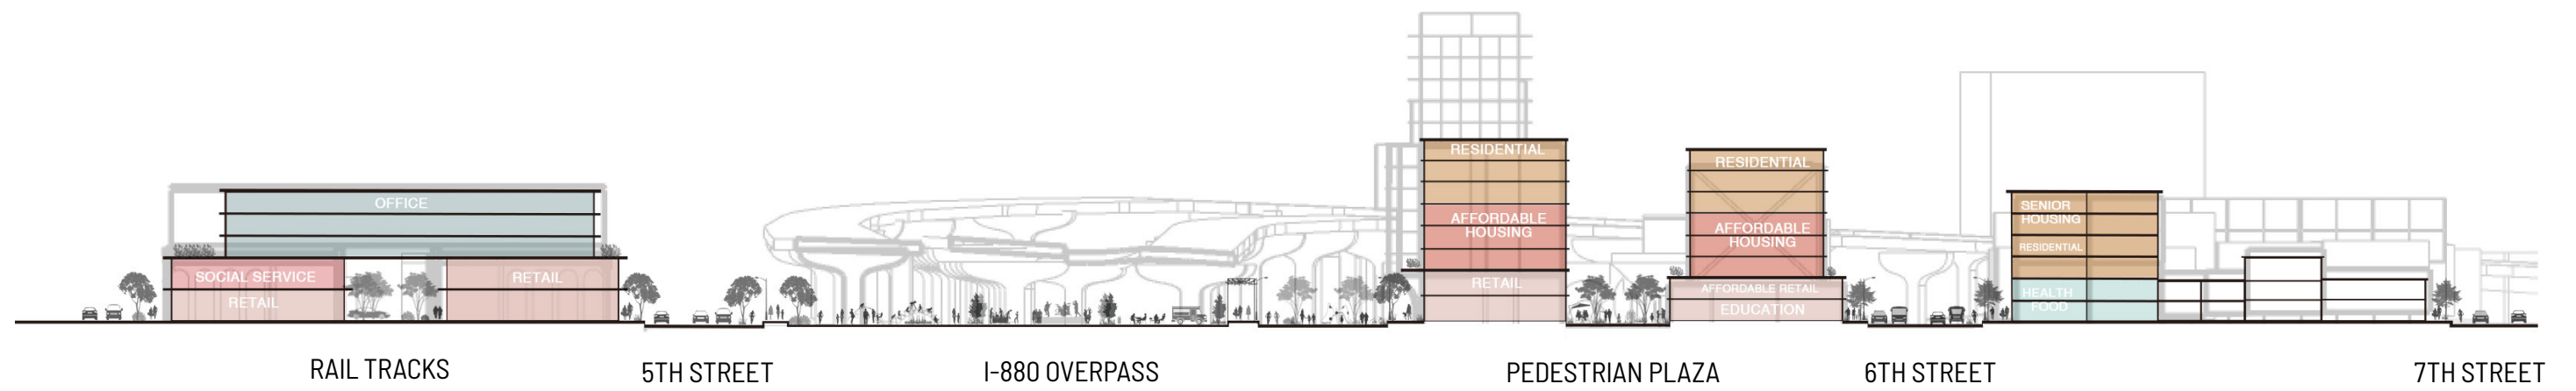 OFFICE
SOCIAL SERVICE
RETAIL
RETAIL
RESIDENTIAL
AFFORDABLE
HOUSING
RETAIL
RESIDENTIAL
AFFORDABLE
HOUSING
AFFORDABLE RETAIL
EDUCATION
SENIOR
HOUSING
RESIDENTIAL
HEALTH
FOOD
RAIL TRACKS
5TH STREET
I-880 OVERPASS
PEDESTRIAN PLAZA
6TH STREET
7TH STREET